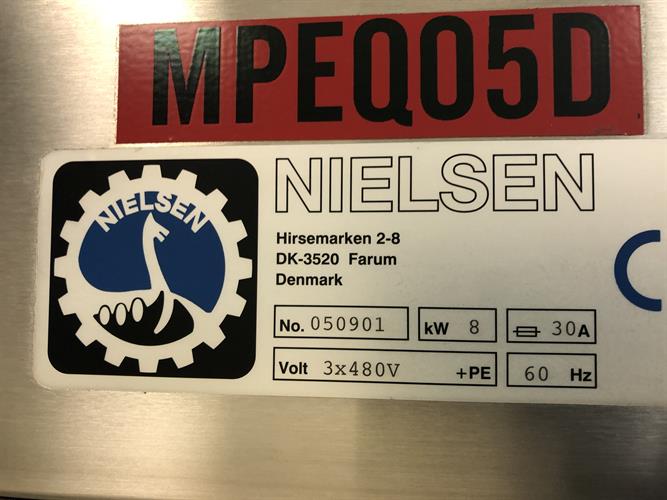 MPEQ05D
NIELSEN
NIELSEN
Hirsemarken 2-8
DK-3520 Farum
Denmark
No. 050901 kW 8 30A
Volt 3x480V +PE 60 Hz